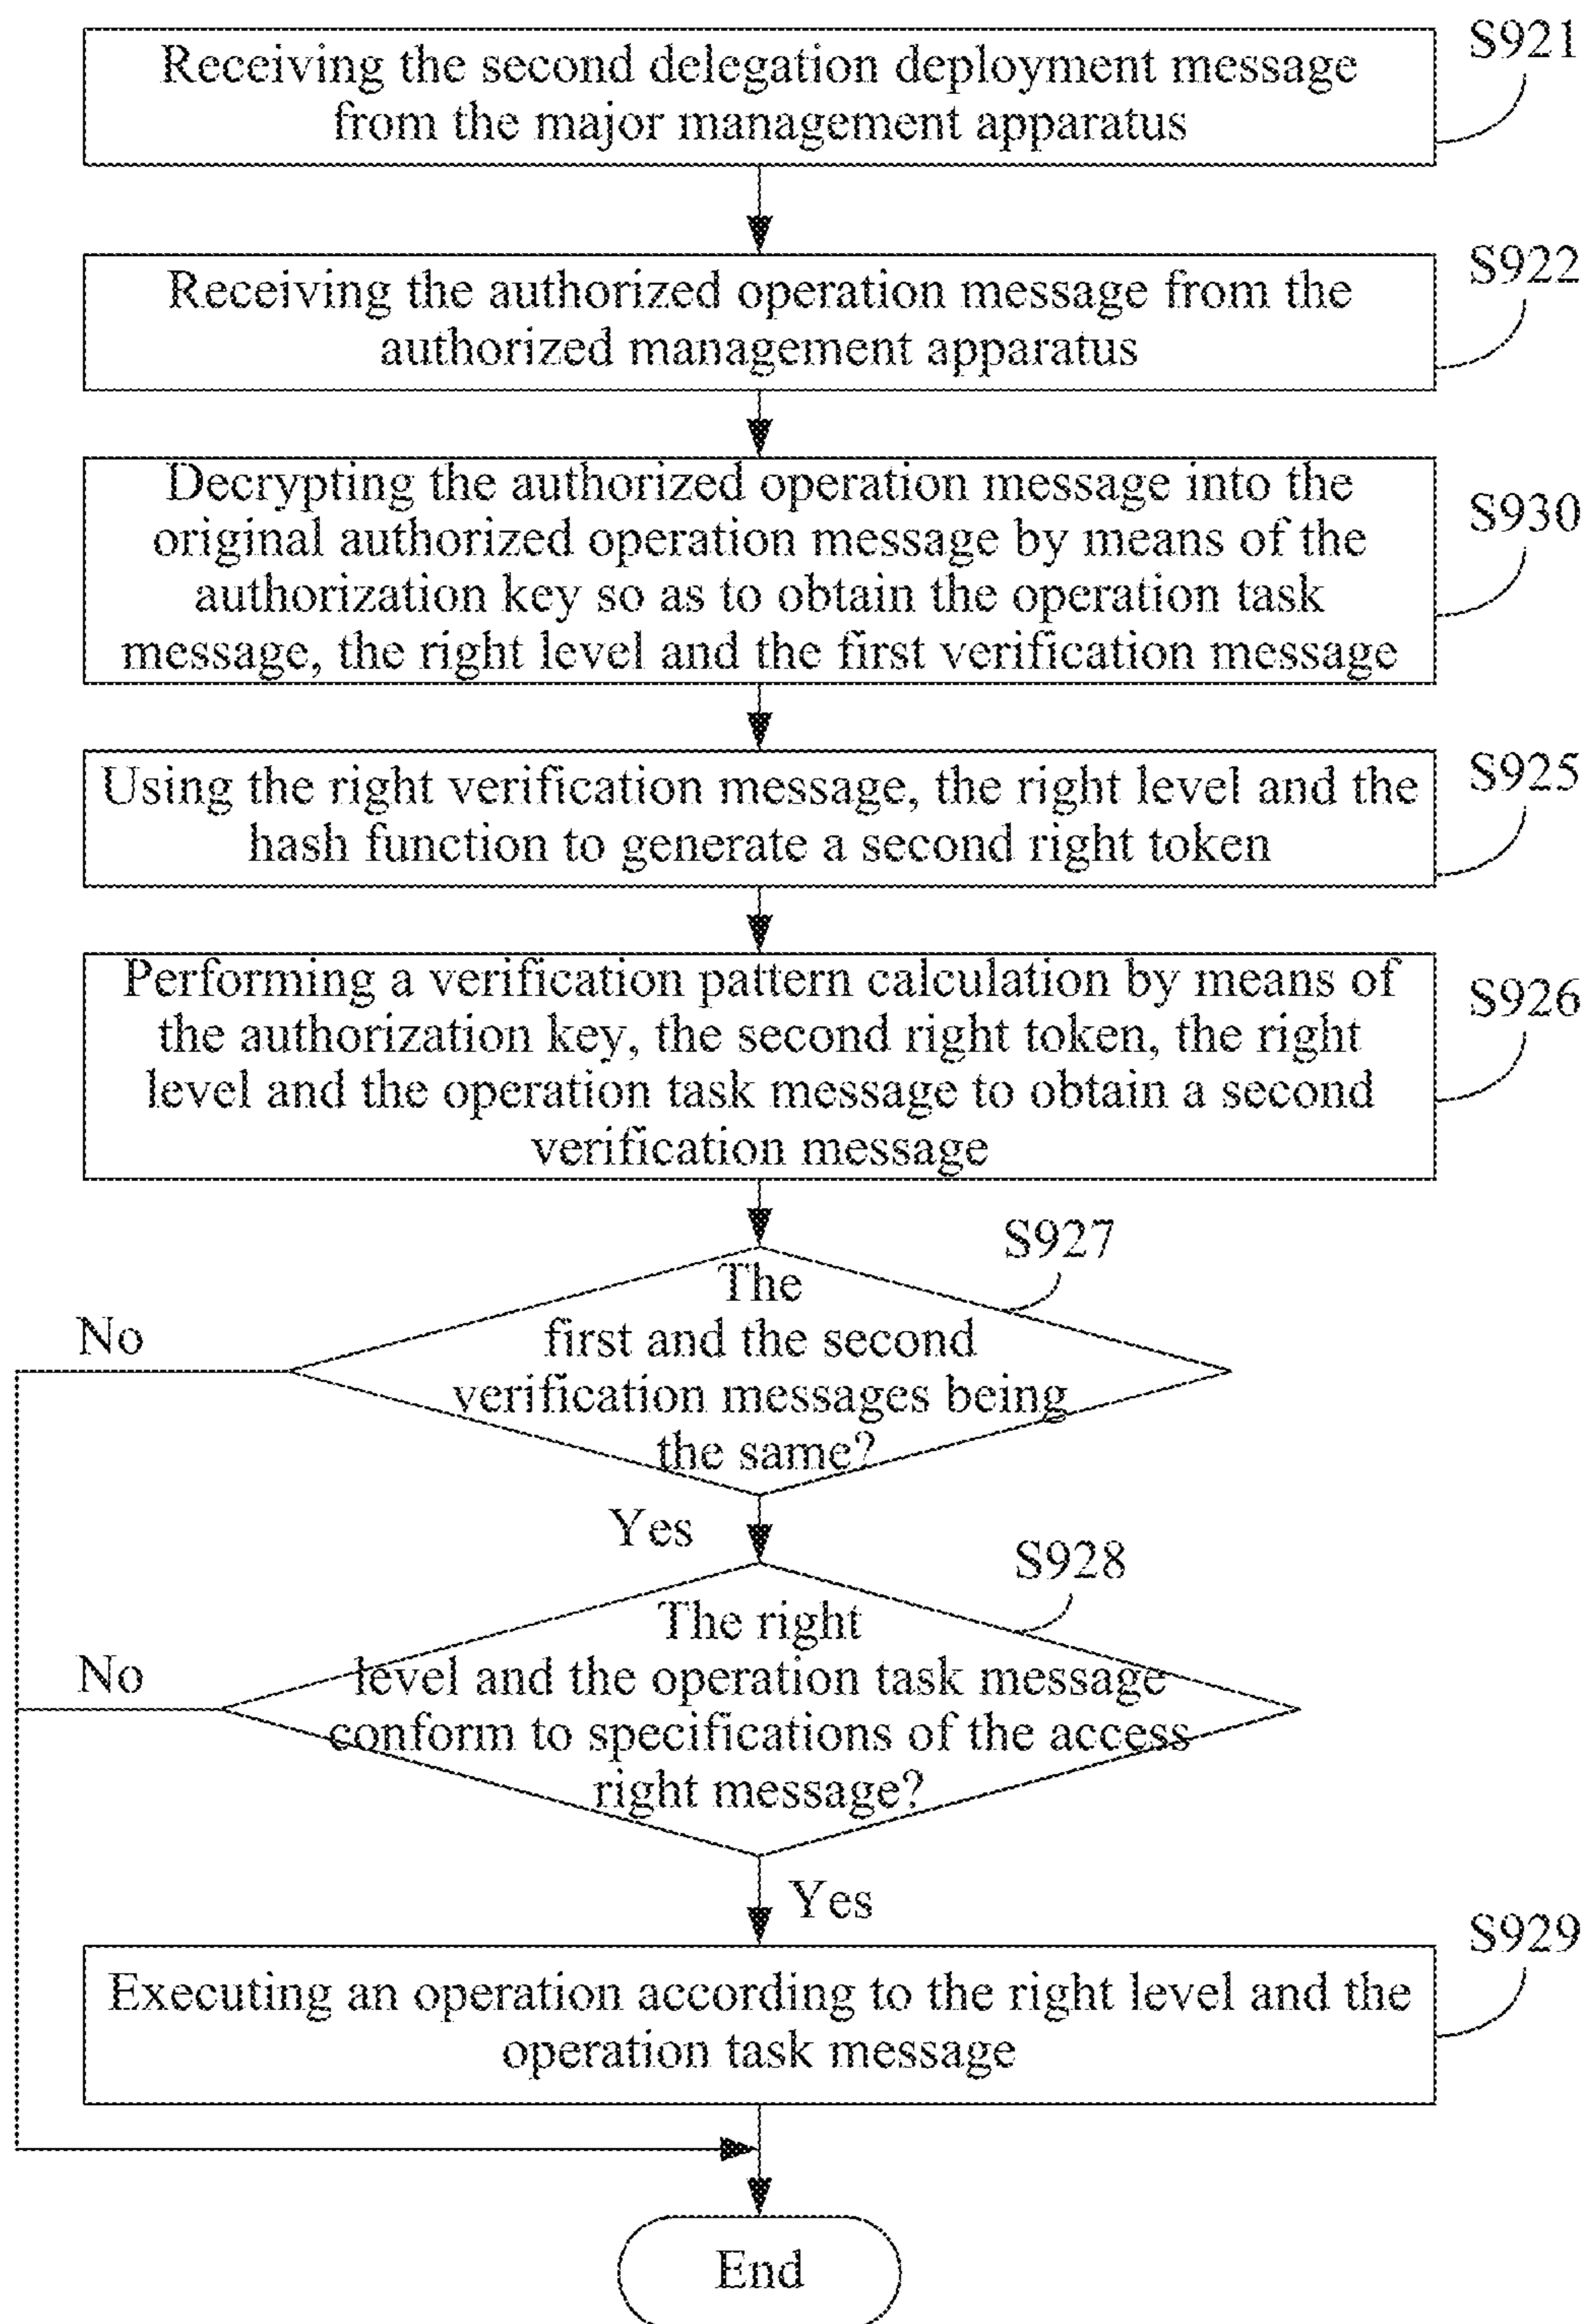 Receiving the second delegation deployment message
from the major management apparatus
S921
Receiving the authorized operation message from the
authorized management apparatus
S922
Decrypting the authorized operation message into the
original authorized operation message by means of the
authorization key so as to obtain the operation task
message, the right level and the first verification message
S930
Using the right verification message, the right level and the
hash function to generate a second right token
S925
Performing a verification pattern calculation by means of
the authorization key, the second right token, the right
level and the operation task message to obtain a second
verification message
S926
S927
The
first and the second
verification messages being
the same?
No
Yes
S928
The right
level and the operation task message
conform to specifications of the access
right message?
No
Yes
Executing an operation according to the right level and the
operation task message
S929
End